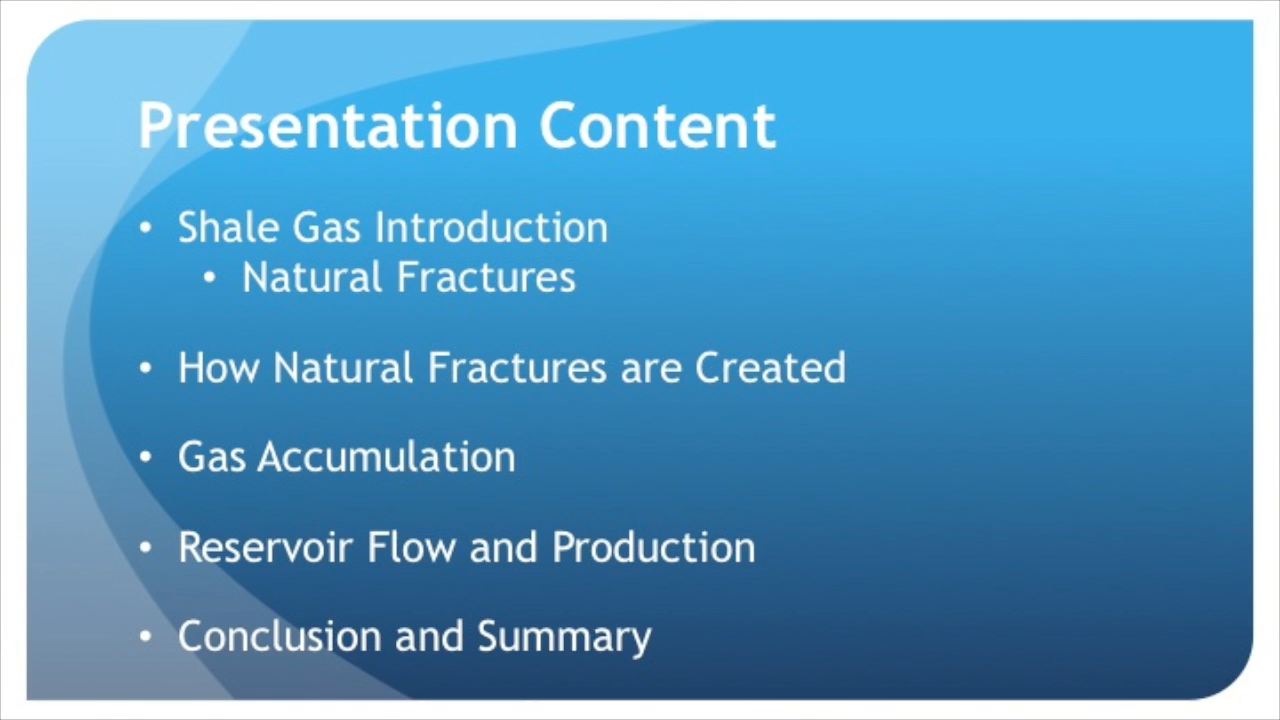 Presentation Content
• Shale Gas Introduction
• Natural Fractures
• How Natural Fractures are Created
• Gas Accumulation
• Reservoir Flow and Production
• Conclusion and Summary